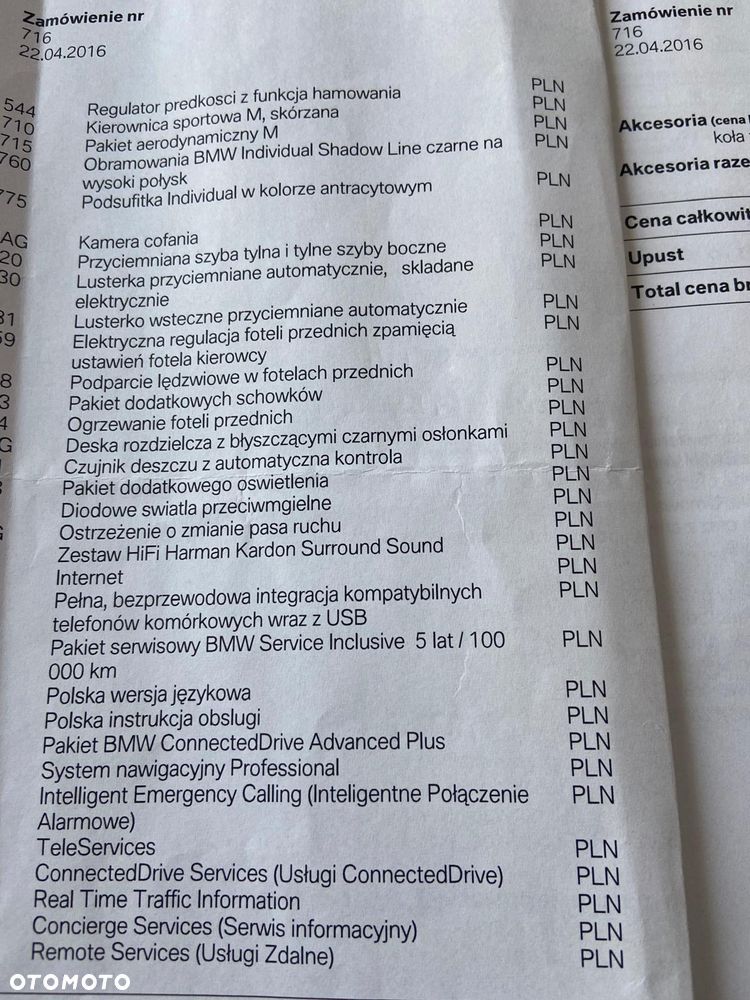 Zamówienie nr
716
22.04.2016
544 Regulator predkosci z funkcja hamowania PLN
710 Kierownica sportowa M, skórzana PLN
715 Pakiet aerodynamiczny M PLN
760 Obramowania BMW Individual Shadow Line czarne na PLN
wysoki połysk
775 Podsufitka Individual w kolorze antracytowym PLN
AG Kamera cofania PLN
20 Przyciemniana szyba tylna i tylne szyby boczne PLN
30 Lusterka przyciemniane automatycznie, skladane PLN
elektrycznie
31 Lusterko wsteczne przyciemniane automatycznie PLN
59 Elektryczna regulacja foteli przednich zpamięcią PLN
ustawień fotela kierowcy
8 Podparcie lędzwiowe w fotelach przednich PLN
3 Pakiet dodatkowych schowków PLN
4 Ogrzewanie foteli przednich PLN
G Deska rozdzielcza z błyszczącymi czarnymi osłonkami PLN
Czujnik deszczu z automatyczna kontrola PLN
Pakiet dodatkowego oswietlenia PLN
Diodowe swiatla przeciwmgielne PLN
Ostrzeżenie o zmianie pasa ruchu PLN
Zestaw HiFi Harman Kardon Surround Sound PLN
Internet PLN
Pełna, bezprzewodowa integracja kompatybilnych PLN
telefonów komórkowych wraz z USB
Pakiet serwisowy BMW Service Inclusive 5 lat / 100 PLN
000 km
Polska wersja językowa PLN
Polska instrukcja obslugi PLN
Pakiet BMW ConnectedDrive Advanced Plus PLN
System nawigacyjny Professional PLN
Intelligent Emergency Calling (Inteligentne Połączenie PLN
Alarmowe)
TeleServices PLN
ConnectedDrive Services (Usługi ConnectedDrive) PLN
Real Time Traffic Information PLN
Concierge Services (Serwis informacyjny) PLN
Remote Services (Usługi Zdalne) PLN
Zamówienie nr
716
22.04.2016
Akcesoria (cena
koła
Akcesoria raze
Cena całkowit
Upust
Total cena br
OTOMOTO